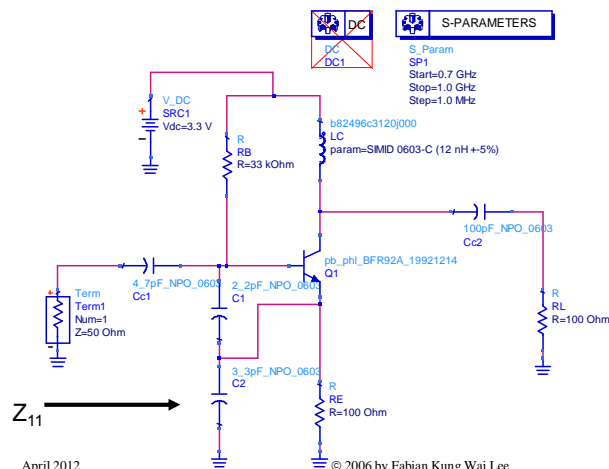 DC
S-PARAMETERS
DC
DC1
S_Param
SP1
Start=0.7 GHz
Stop=1.0 GHz
Step=1.0 MHz
V_DC
SRC1
Vdc=3.3 V
+
-
R
RB
R=33 kOhm
b82496c3120j000
LC
param=SIMID 0603-C (12 nH +-5%)
100pF_NPO_0603
Cc2
pb_phl_BFR92A_19921214
Q1
4_7pF_NPO_0603
Cc1
2_2pF_NPO_0603
C1
+
Term
Term1
Num=1
Z=50 Ohm
-
R
RL
R=100 Ohm
3_3pF_NPO_0603
C2
R
RE
R=100 Ohm
Z11
April 2012
© 2006 by Fabian Kung Wai Lee